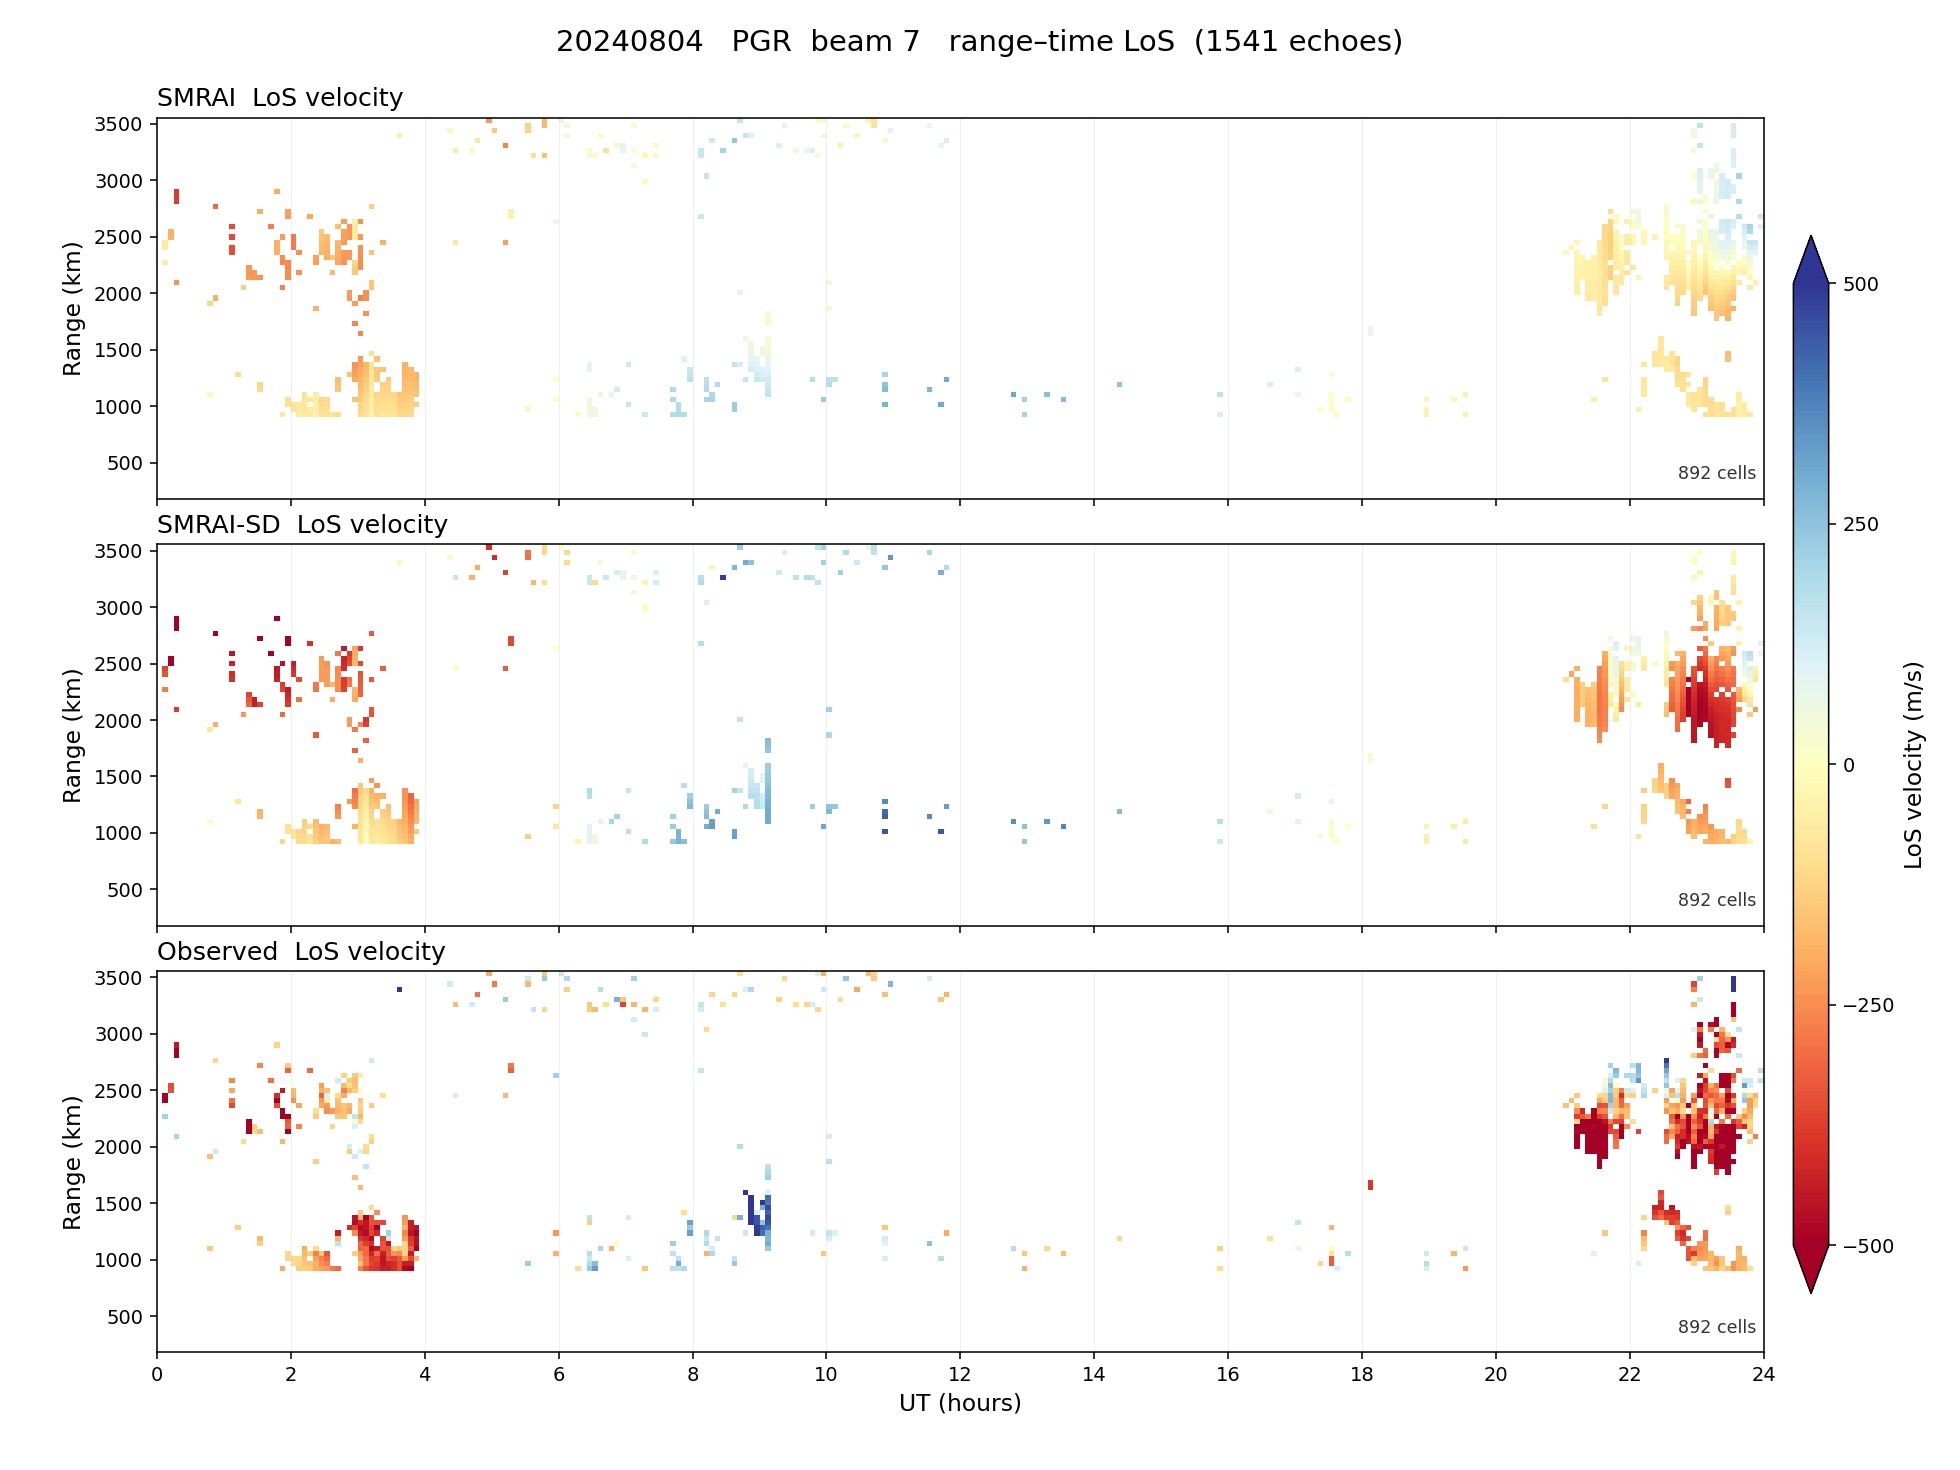 20240804   PGR  beam 7   range–time LoS  (1541 echoes)
SMRAI  LoS velocity
3500
3000
2500
2000
1500
1000
500
Range (km)
892 cells
SMRAI-SD  LoS velocity
3500
3000
2500
2000
1500
1000
500
Range (km)
892 cells
Observed  LoS velocity
3500
3000
2500
2000
1500
1000
500
Range (km)
892 cells
0 2 4 6 8 10 12 14 16 18 20 22 24
UT (hours)
500
250
0
−250
−500
LoS velocity (m/s)